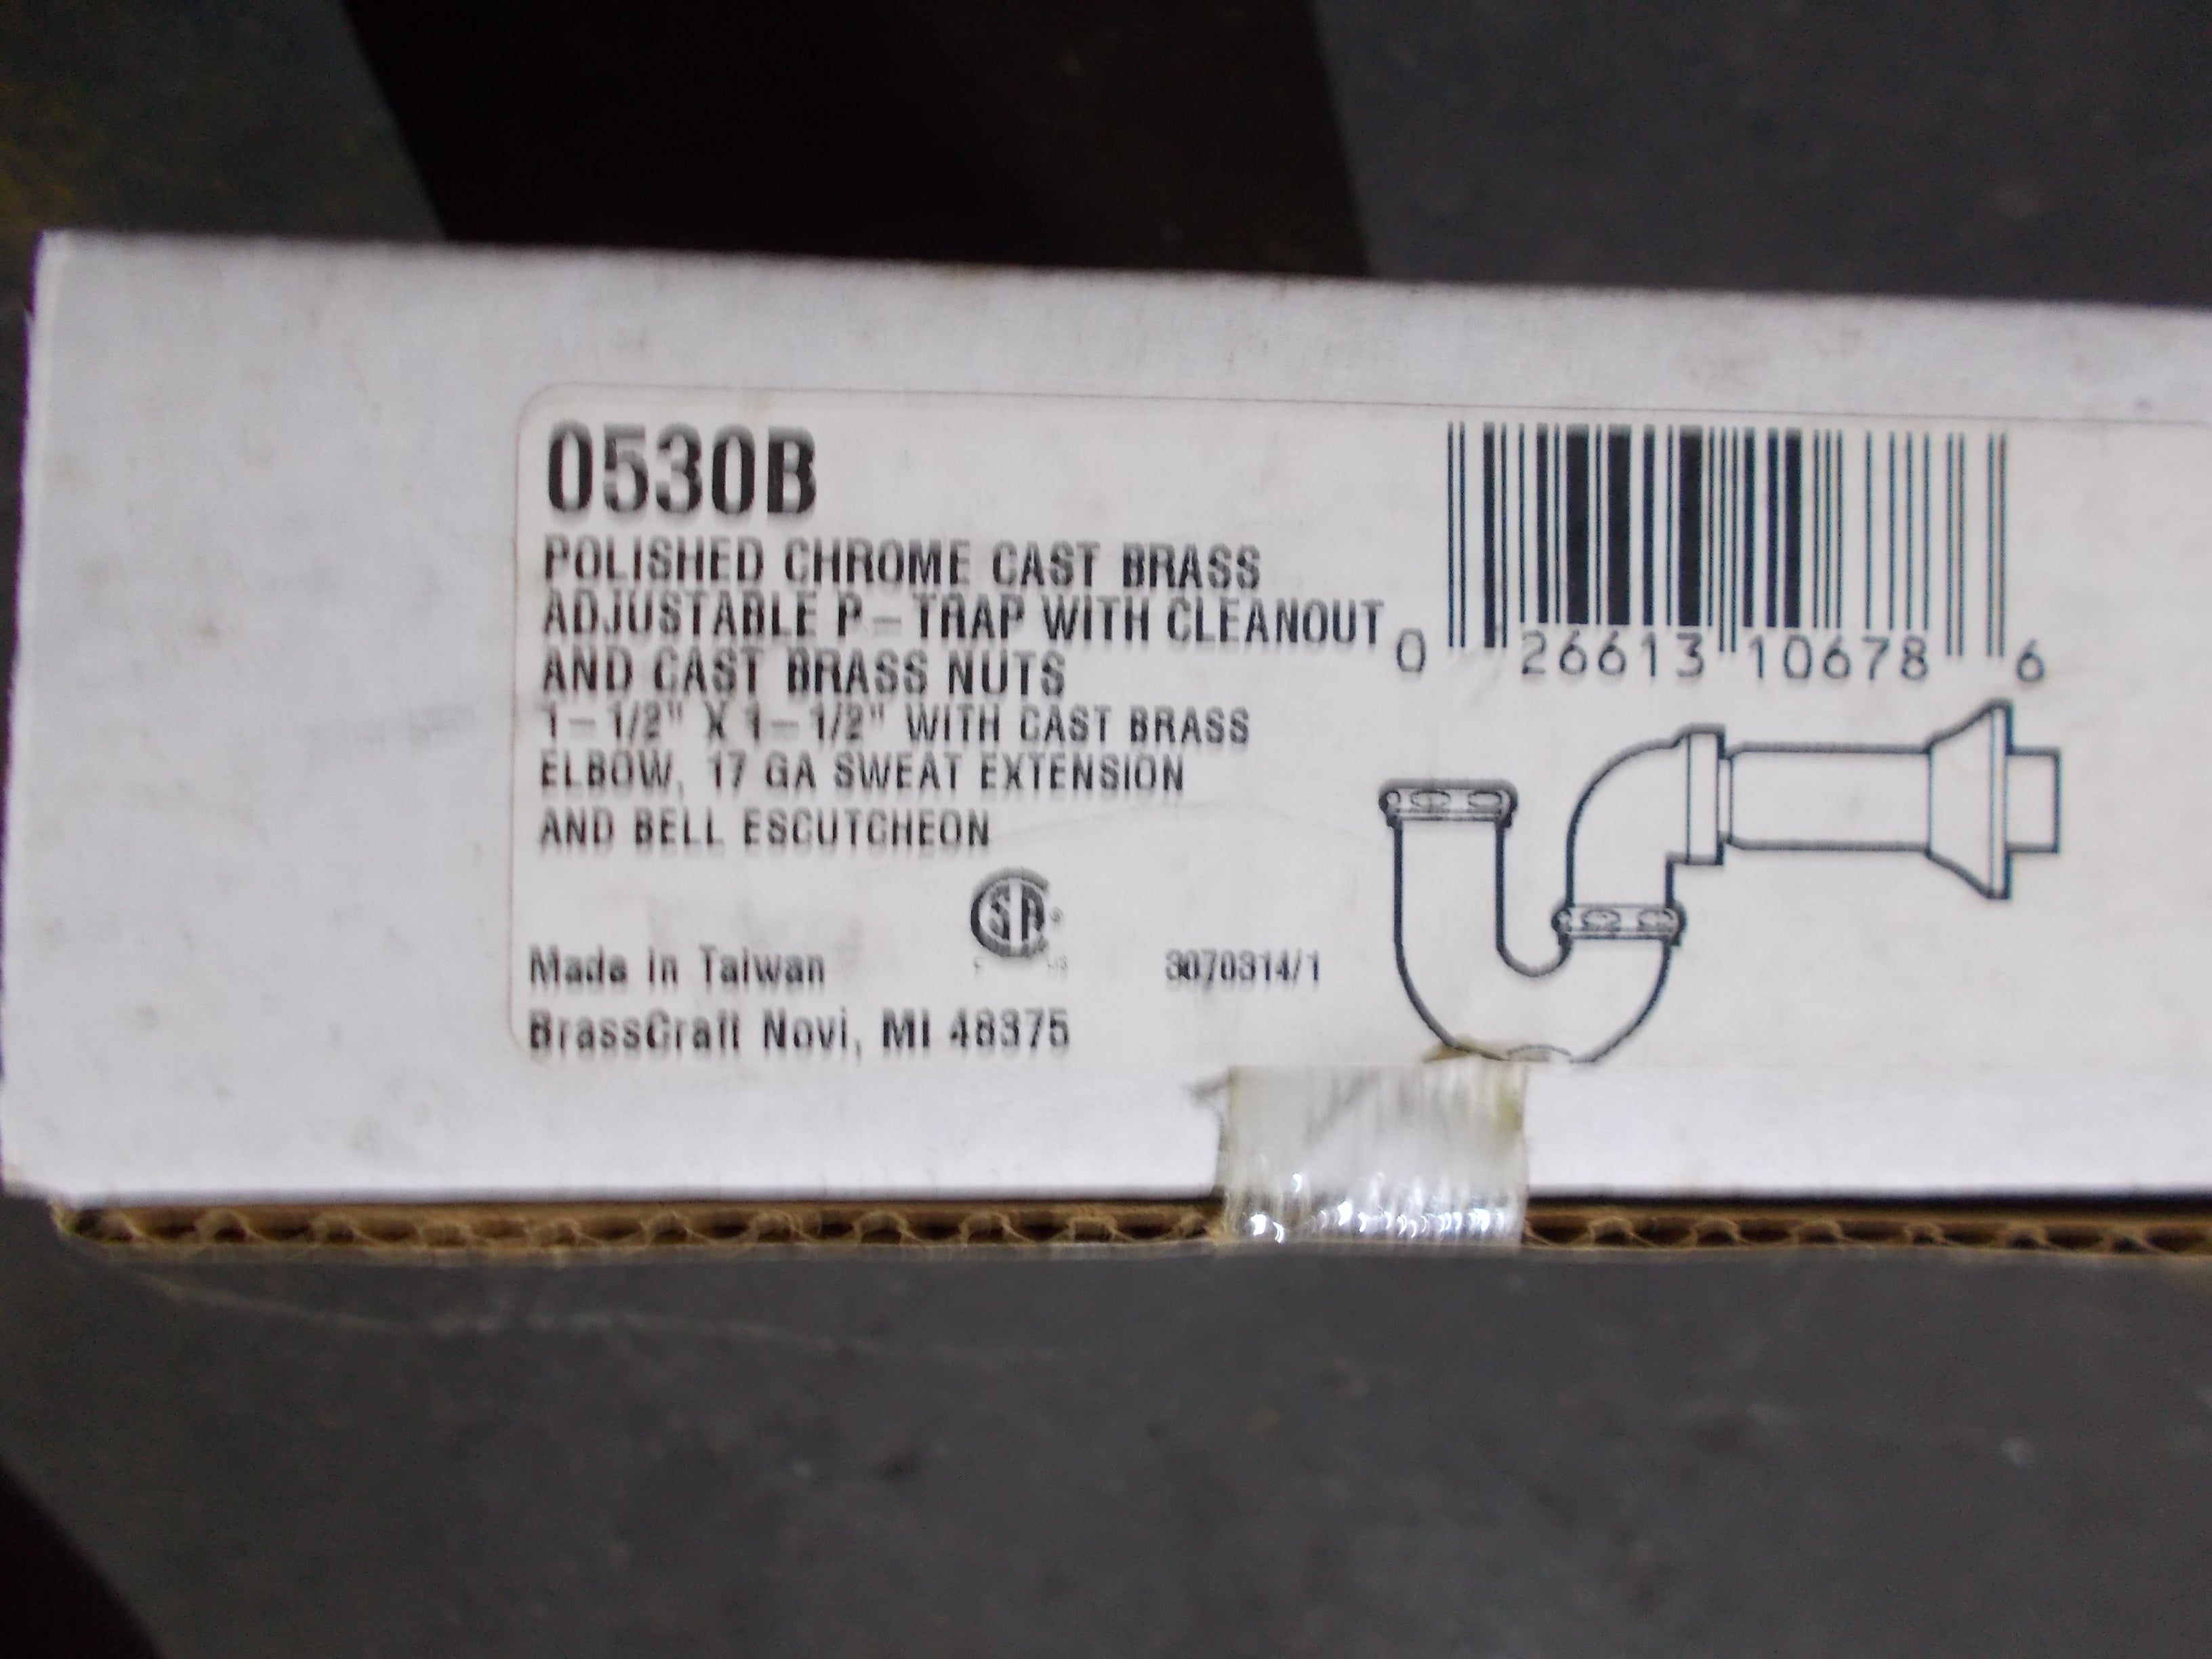 0530B
POLISHED CHROME CAST BRASS
ADJUSTABLE P-TRAP WITH CLEANOUT
AND CAST BRASS NUTS
1-1/2" X 1-1/2" WITH CAST BRASS
ELBOW, 17 GA SWEAT EXTENSION
AND BELL ESCUTCHEON
0 26613 10678 6
CSA®
Made in Taiwan
3070314/1
BrassCraft Novi, MI 48375